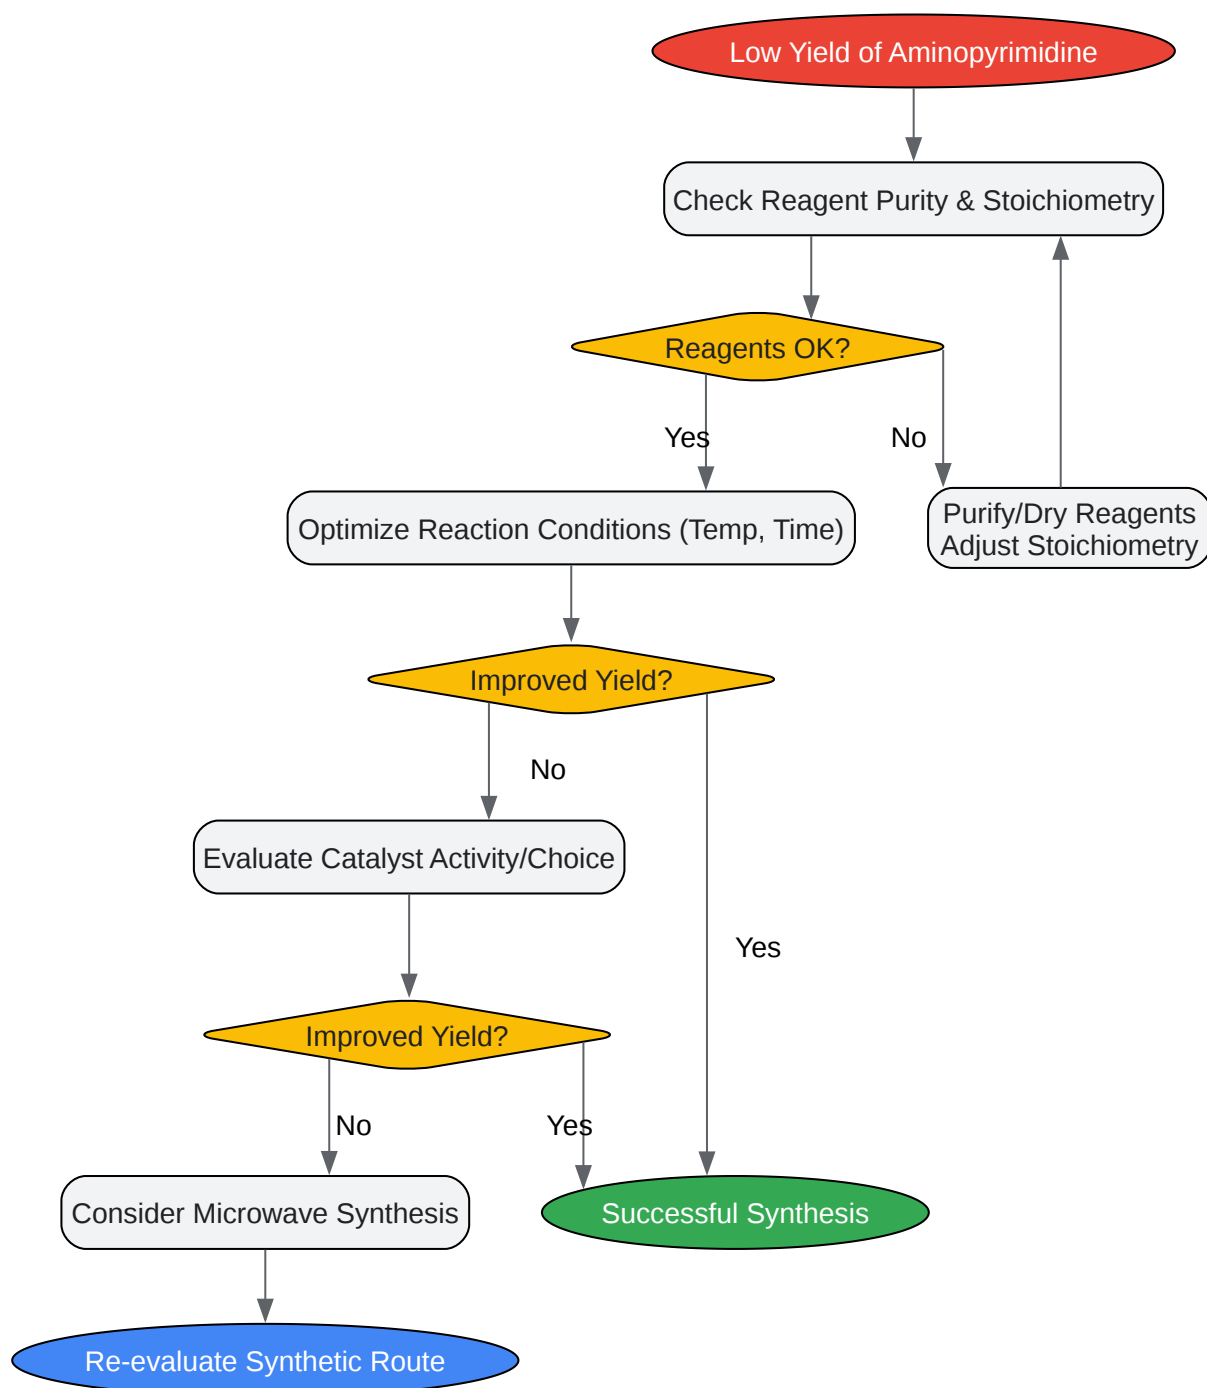 Low Yield of Aminopyrimidine
Check Reagent Purity & Stoichiometry
Reagents OK?
Yes
No
Optimize Reaction Conditions (Temp, Time)
Purify/Dry Reagents
Adjust Stoichiometry
Improved Yield?
No
Evaluate Catalyst Activity/Choice
Yes
Improved Yield?
No
Yes
Consider Microwave Synthesis
Successful Synthesis
Re-evaluate Synthetic Route